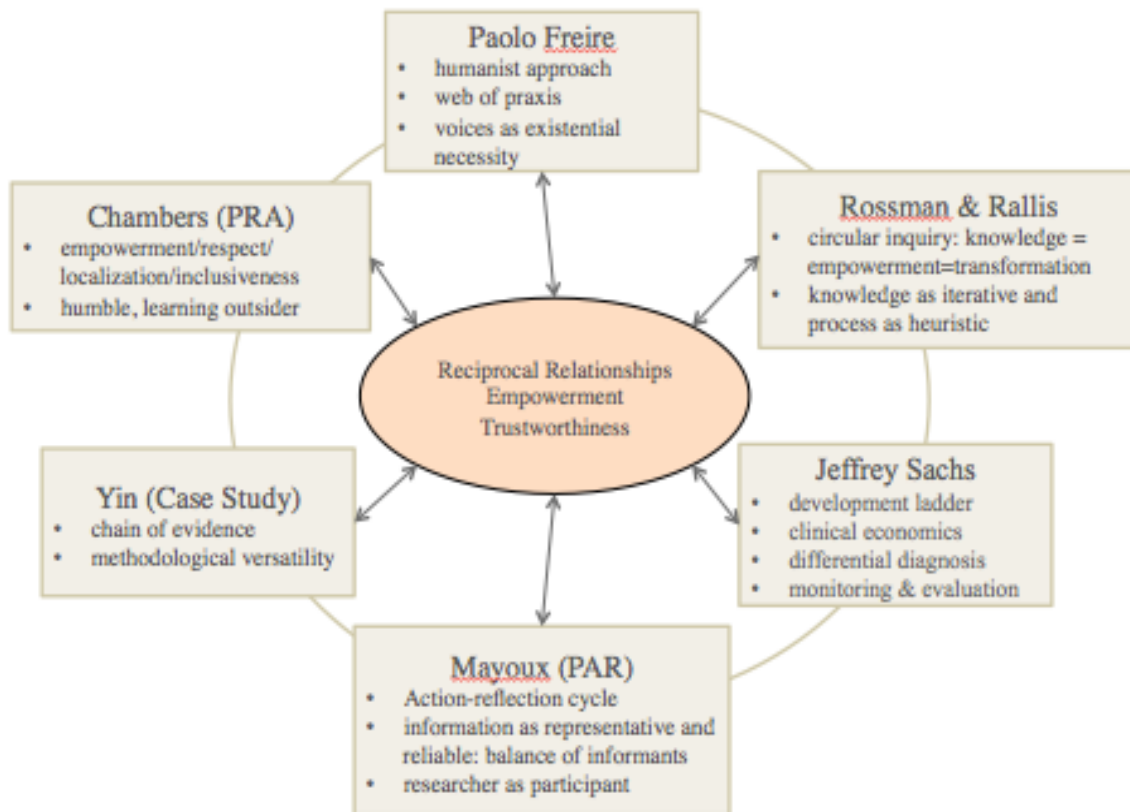 Paolo Freire
• humanist approach
• web of praxis
• voices as existential
necessity
Chambers (PRA)
• empowerment/respect/
localization/inclusiveness
• humble, learning outsider
Rossman & Rallis
• circular inquiry: knowledge =
empowerment=transformation
• knowledge as iterative and
process as heuristic
Reciprocal Relationships
Empowerment
Trustworthiness
Yin (Case Study)
• chain of evidence
• methodological versatility
Jeffrey Sachs
• development ladder
• clinical economics
• differential diagnosis
• monitoring & evaluation
Mayoux (PAR)
• Action-reflection cycle
• information as representative and
reliable: balance of informants
• researcher as participant